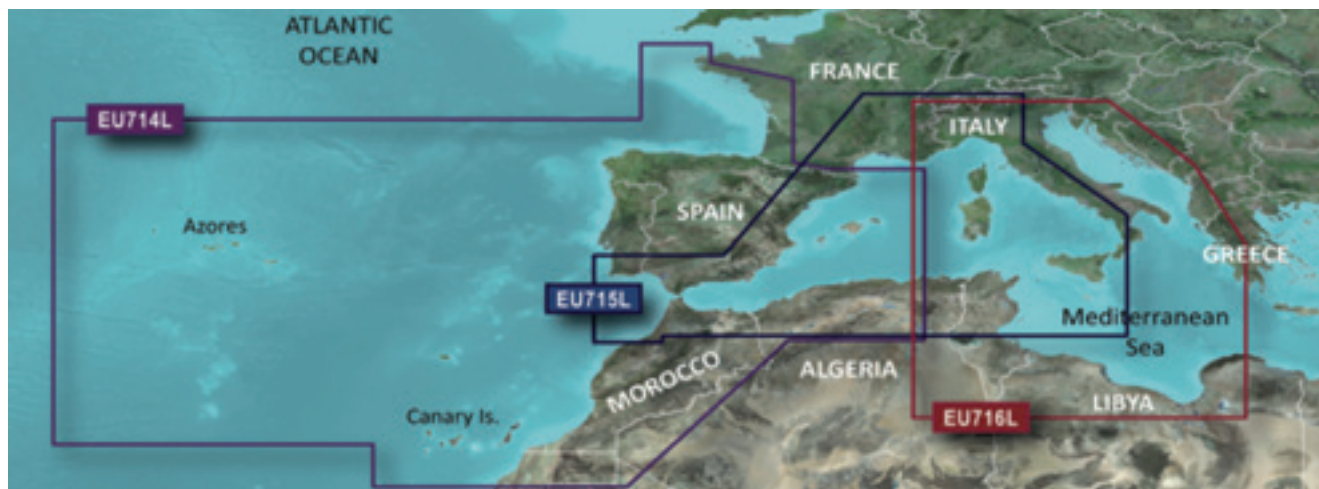 ATLANTIC
OCEAN
FRANCE
EU714L
ITALY
SPAIN
Azores
GREECE
EU715L
Mediterranean
Sea
MOROCCO
ALGERIA
LIBYA
Canary Is.
EU716L